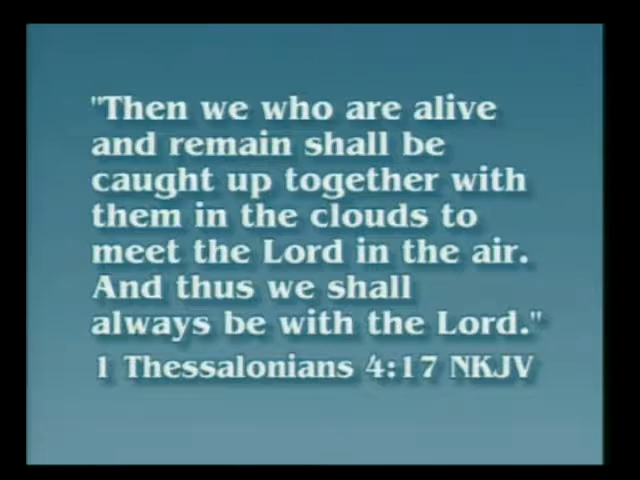 "Then we who are alive
and remain shall be
caught up together with
them in the clouds to
meet the Lord in the air.
And thus we shall
always be with the Lord."
1 Thessalonians 4:17 NKJV